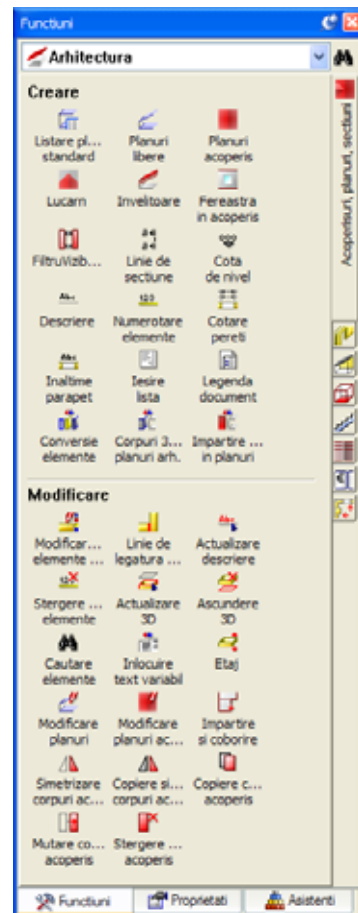 Functiuni
Arhitectura
Creare
Listare pl... standard
Planuri libere
Planuri acoperis
Lucarn
Invelitoare
Fereastra in acoperis
FiltruVizib...
Linie de sectiune
Cota de nivel
Descriere
Numerotare elemente
Cotare pereti
Inaltime parapet
Iesire lista
Legenda document
Conversie elemente
Corpuri 3... planuri arh.
Impartire ... in planuri
Modificare
Modificar... elemente ...
Linie de legatura ...
Actualizare descriere
Stergere ... elemente
Actualizare 3D
Ascundere 3D
Cautare elemente
Inlocuire text variabil
Etaj
Modificare planuri
Modificare planuri ac...
Impartire si coborire
Simetrizare corpuri ac...
Copiere si... corpuri ac...
Copiere c... acoperis
Mutare co... acoperis
Stergere ... acoperis
Acoperisuri, planuri, sectiuni
Functiuni
Proprietati
Asistenti